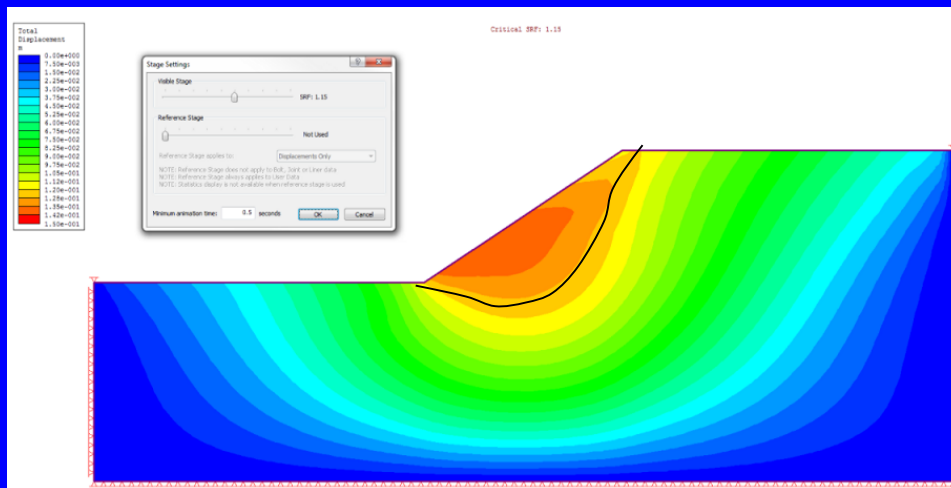 Total
Displacement
m
0.00e+000
7.50e-003
1.50e-002
2.25e-002
3.00e-002
3.75e-002
4.50e-002
5.25e-002
6.00e-002
6.75e-002
7.50e-002
8.25e-002
9.00e-002
9.75e-002
1.05e-001
1.12e-001
1.20e-001
1.28e-001
1.35e-001
1.42e-001
1.50e-001
Critical SRF: 1.15
Stage Settings
Visible Stage
SRF: 1.15
Reference Stage
Not Used
Reference Stage applies to:
Displacements Only
NOTE: Reference Stage does not apply to Bolt, Joint or Liner data
NOTE: Reference Stage always applies to User Data
NOTE: Statistics display is not available when reference stage is used
Minimum animation time:
0.5
seconds
OK
Cancel